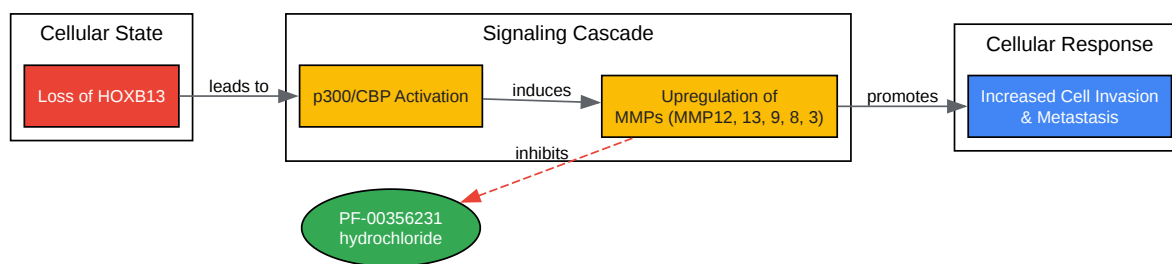 Cellular State
Loss of HOXB13
leads to
Signaling Cascade
p300/CBP Activation
induces
Upregulation of
MMPs (MMP12, 13, 9, 8, 3)
promotes
Cellular Response
Increased Cell Invasion
& Metastasis
inhibits
PF-00356231
hydrochloride